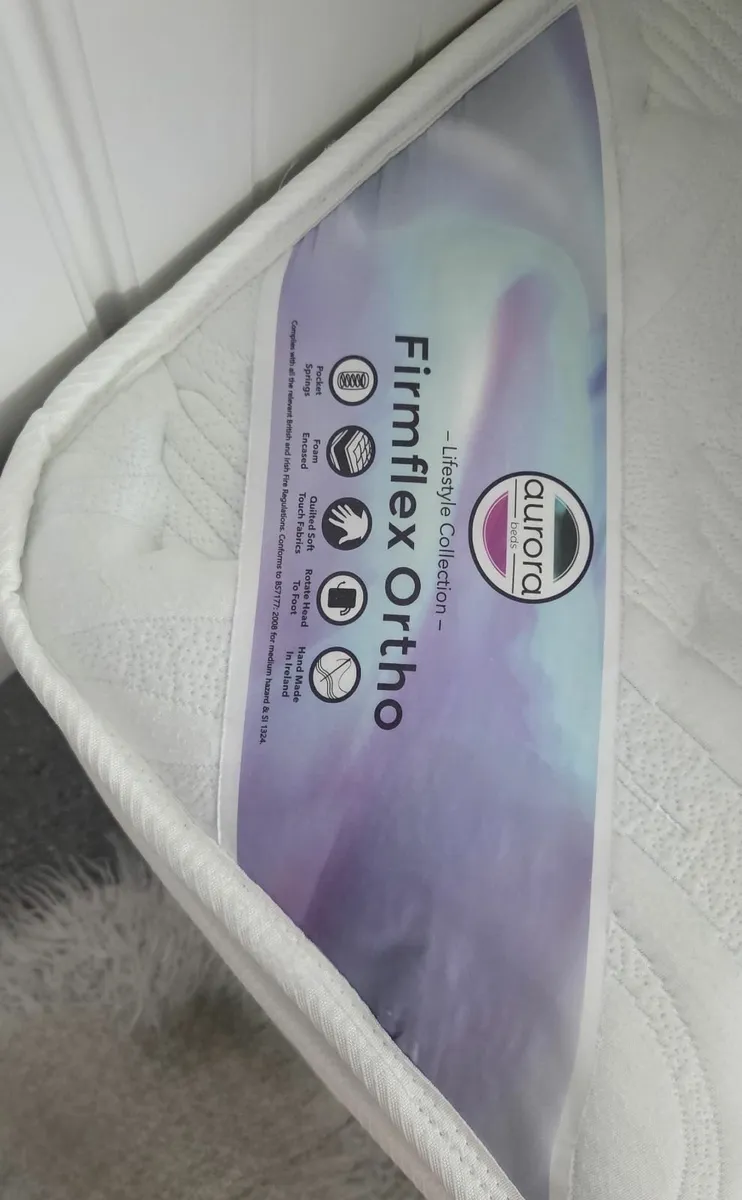 aurora
beds
– Lifestyle Collection –
Firmflex Ortho
Pocket
Springs
Foam
Encased
Quilted Soft
Touch Fabrics
Rotate Head
To Foot
Hand Made
In Ireland
Complies with all the relevant British and Irish Fire Regulations. Conforms to BS7177: 2008 for medium hazard & SI 1324.